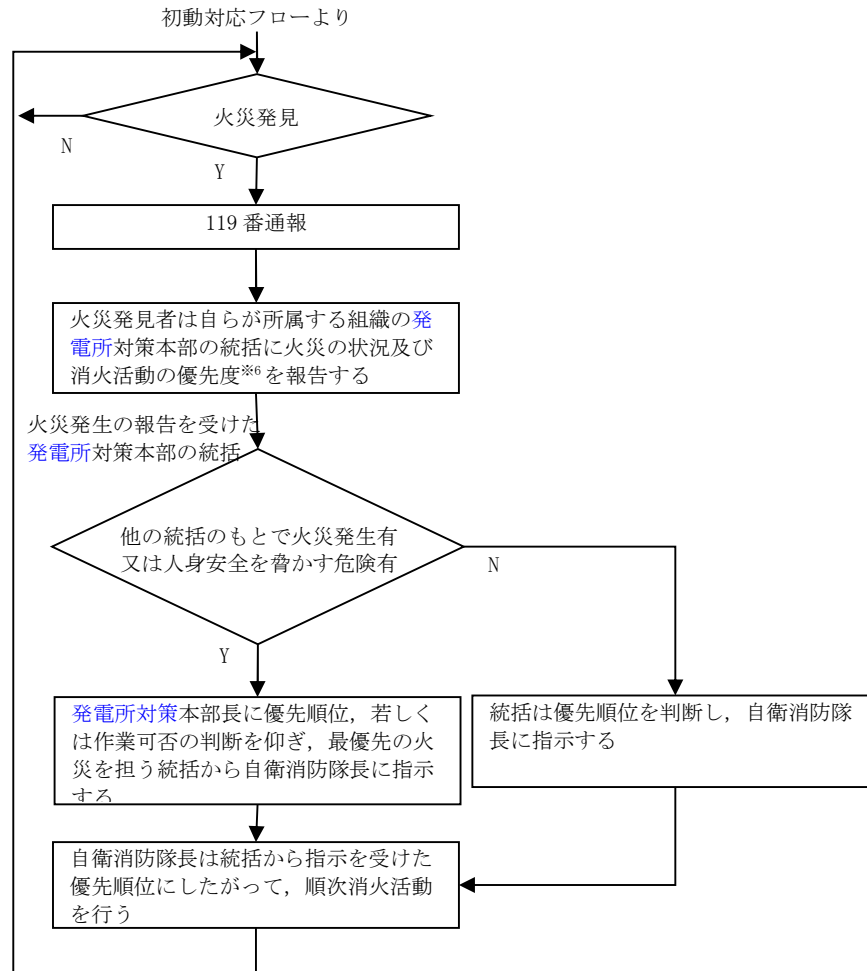 初動対応フローより
火災発見
N
Y
119 番通報
火災発見者は自らが所属する組織の発
電所対策本部の統括に火災の状況及び
消火活動の優先度※6を報告する
火災発生の報告を受けた
発電所対策本部の統括
他の統括のもとで火災発生有
又は人身安全を脅かす危険有
N
Y
発電所対策本部長に優先順位，若しく
は作業可否の判断を仰ぎ，最優先の火
災を担う統括から自衛消防隊長に指示
する
統括は優先順位を判断し，自衛消防隊
長に指示する
自衛消防隊長は統括から指示を受けた
優先順位にしたがって，順次消火活動
を行う